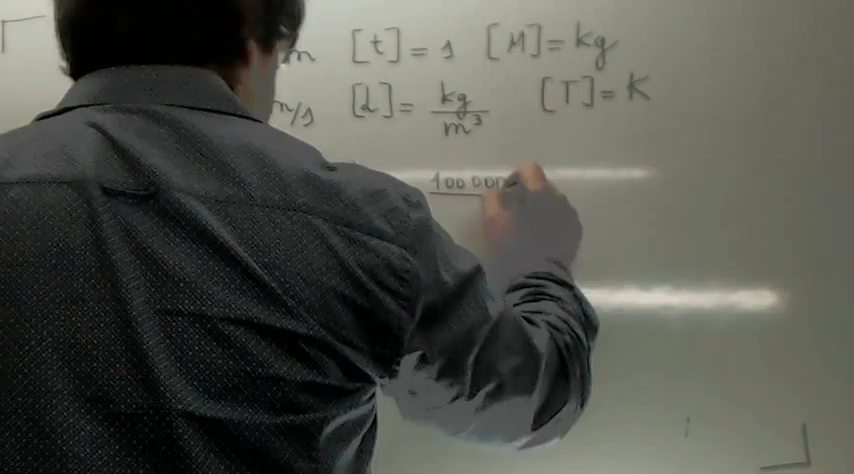 m [t] = s [M] = kg
m/s [d] = kg/m³ [T] = K
100 000